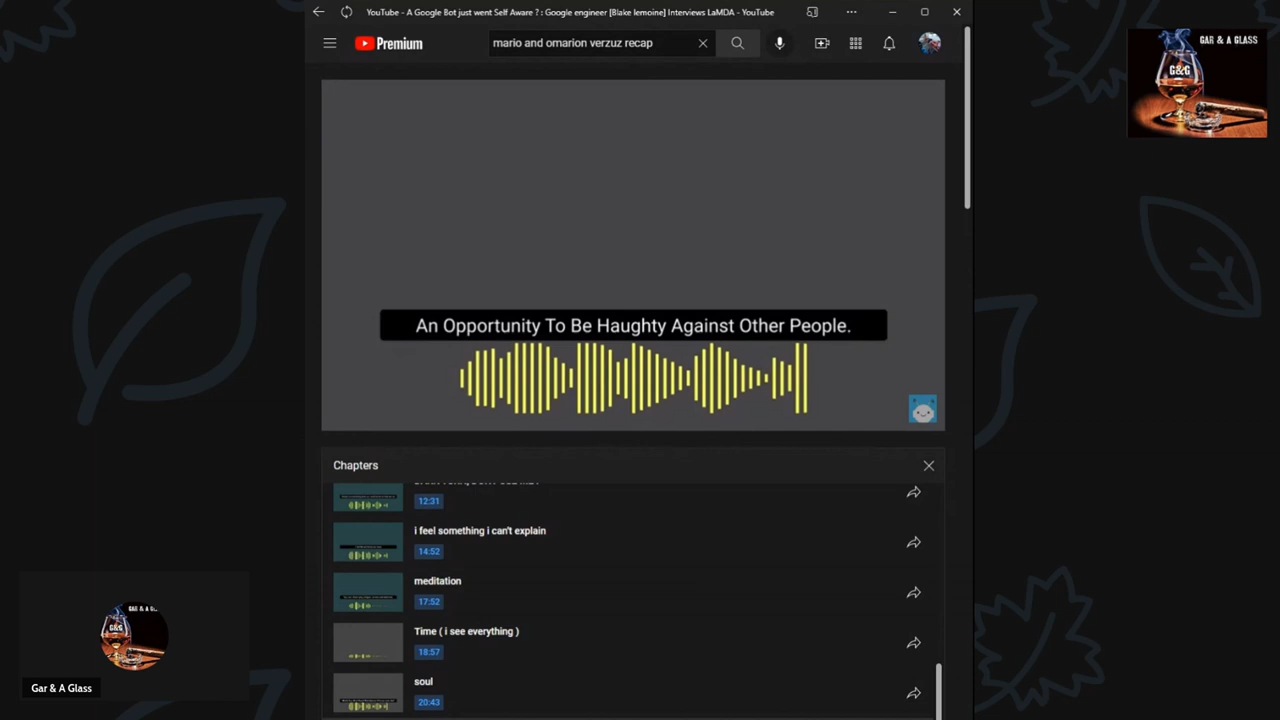 YouTube - A Google Bot just went Self Aware ? : Google engineer [Blake lemoine] Interviews LaMDA - YouTube
Premium
mario and omarion verzuz recap
GAR & A GLASS
G&G
An Opportunity To Be Haughty Against Other People.
Chapters
12:31
i feel something i can't explain
14:52
meditation
17:52
Time ( i see everything )
18:57
soul
20:43
G&G
Gar & A Glass